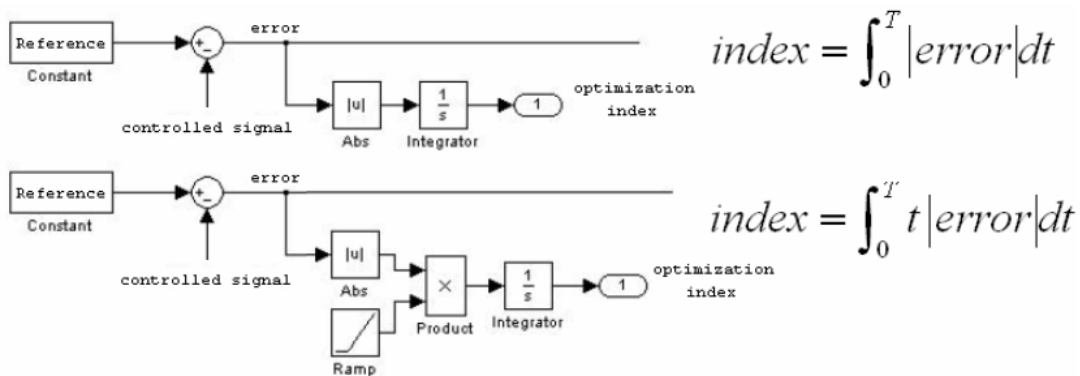 error
Reference
+
-
Constant
index = ∫₀ᵀ |error|dt
|u|
1
s
1
optimization
index
controlled signal
Abs
Integrator
error
Reference
+
-
Constant
index = ∫₀ᵀ t |error|dt
controlled signal
|u|
Abs
×
1
s
1
optimization
index
Product
Integrator
Ramp